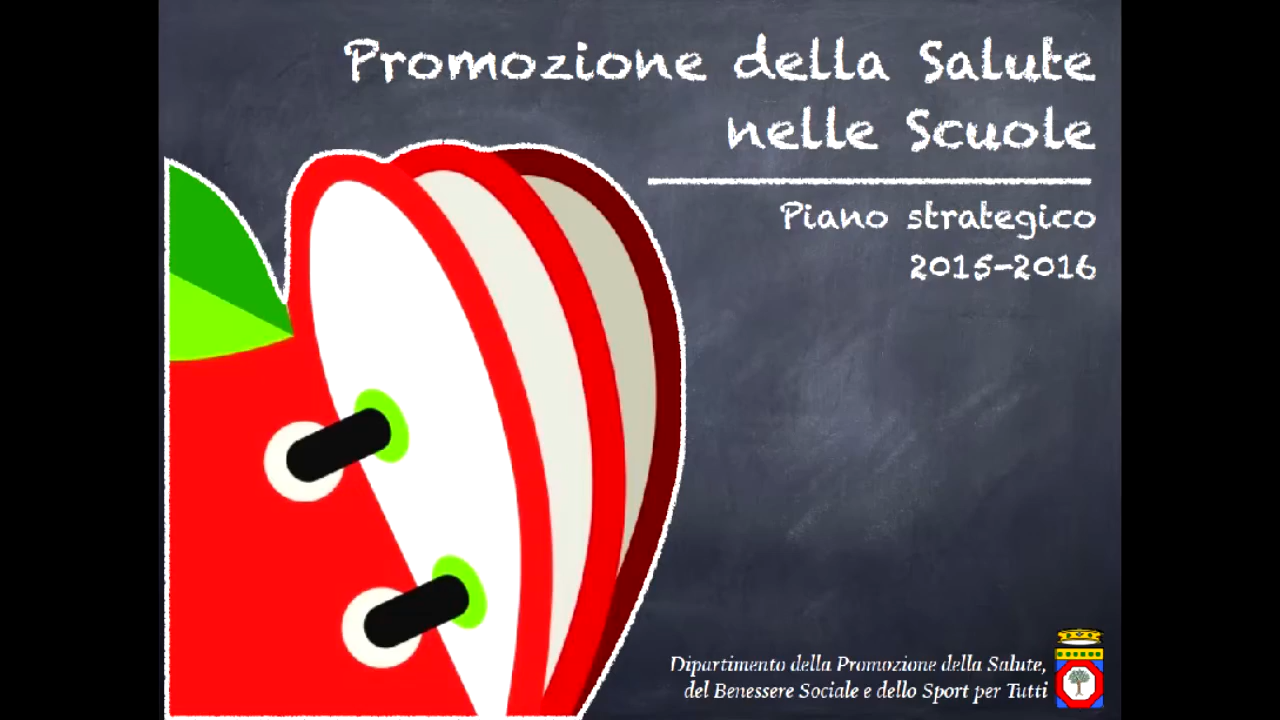 Promozione della Salute
nelle Scuole
Piano strategico
2015-2016
Dipartimento della Promozione della Salute,
del Benessere Sociale e dello Sport per Tutti